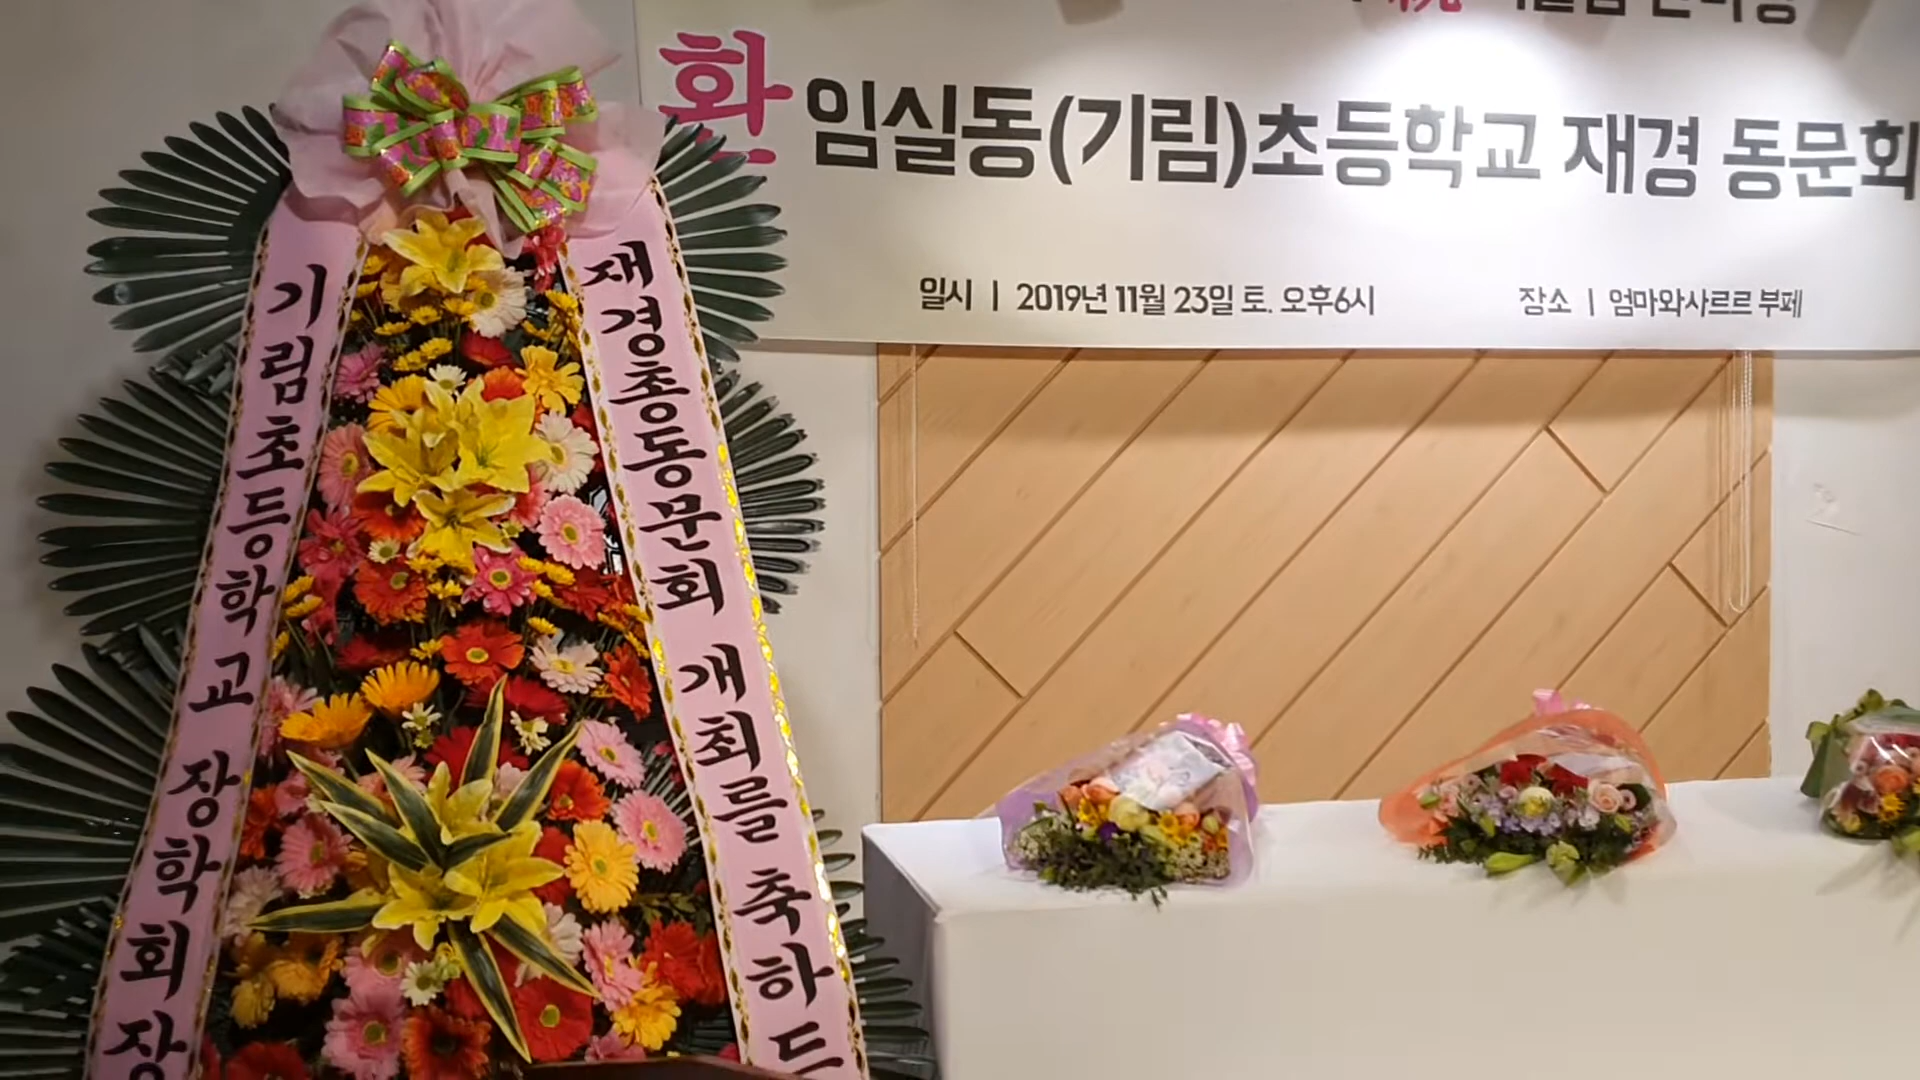 祝
환 임실동(기림)초등학교 재경 동문회
일시 | 2019년 11월 23일 토. 오후6시
장소 | 엄마와사르르 부페
기림초등학교 장학회장
재경총동문회 개최를 축하드